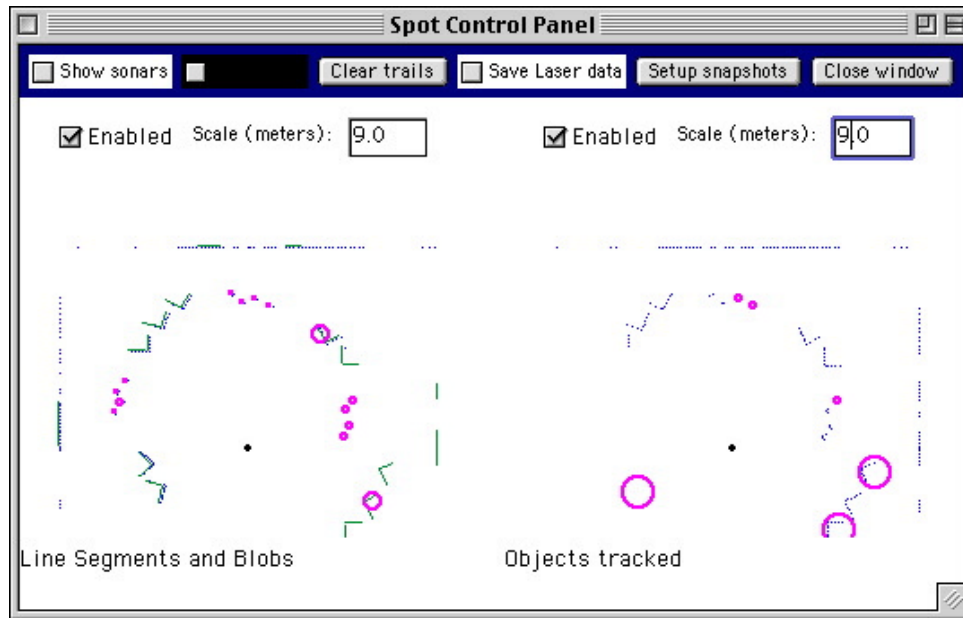 Spot Control Panel
Show sonars Clear trails Save Laser data Setup snapshots Close window
Enabled Scale (meters): 9.0 Enabled Scale (meters): 9.0
Line Segments and Blobs Objects tracked